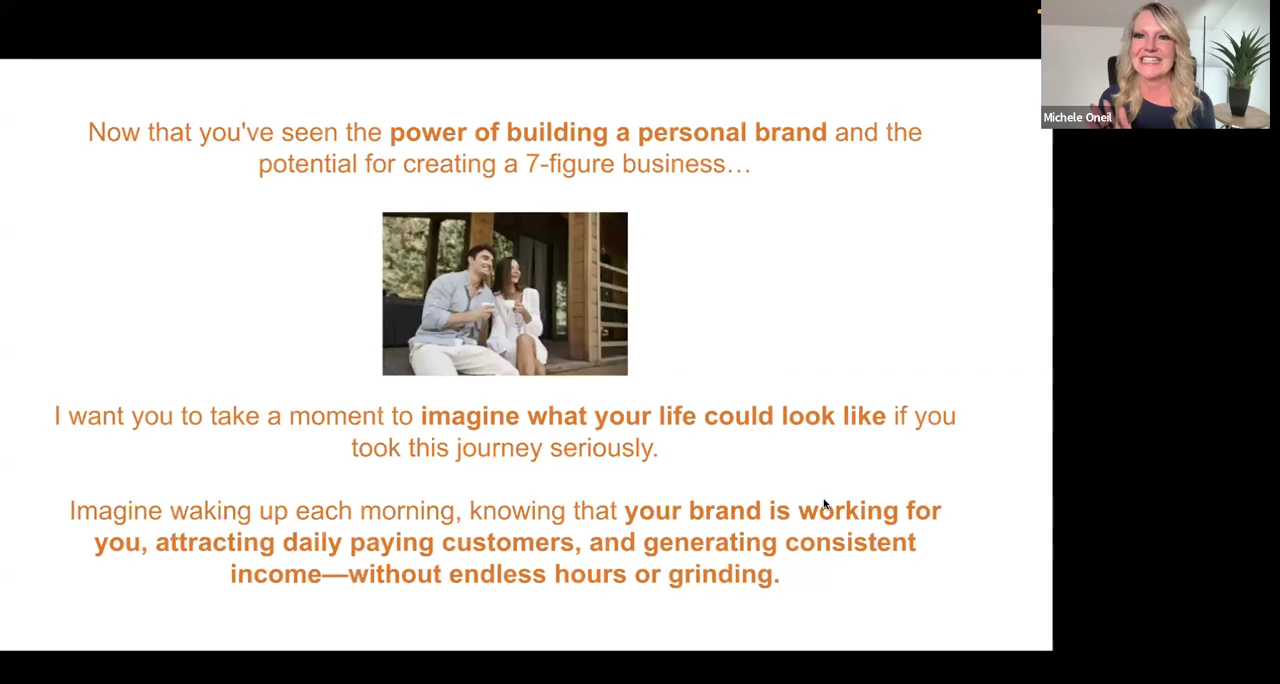 Michele Oneil
Now that you've seen the power of building a personal brand and the
potential for creating a 7-figure business…
I want you to take a moment to imagine what your life could look like if you
took this journey seriously.
Imagine waking up each morning, knowing that your brand is working for
you, attracting daily paying customers, and generating consistent
income—without endless hours or grinding.